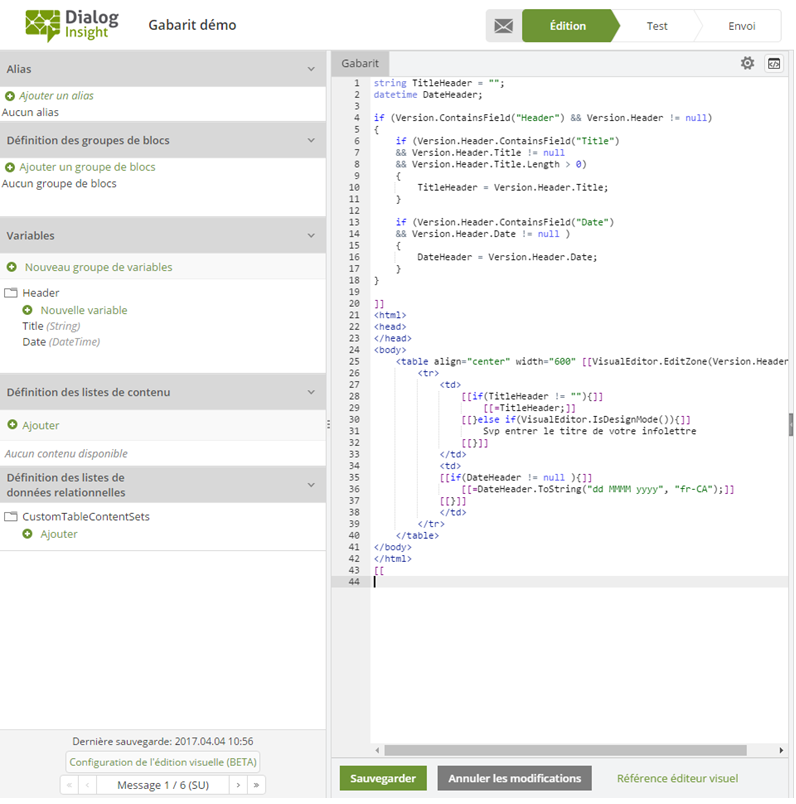 Dialog
Insight
Gabarit démo
Édition
Test
Envoi
Alias
Ajouter un alias
Aucun alias
Définition des groupes de blocs
Ajouter un groupe de blocs
Aucun groupe de blocs
Variables
Nouveau groupe de variables
Header
Nouvelle variable
Title (String)
Date (DateTime)
Définition des listes de contenu
Ajouter
Aucun contenu disponible
Définition des listes de
données relationnelles
CustomTableContentSets
Ajouter
Dernière sauvegarde: 2017.04.04 10:56
Configuration de l'édition visuelle (BETA)
« ‹ Message 1 / 6 (SU) › »
Gabarit
1 string TitleHeader = "";
2 datetime DateHeader;
3
4 if (Version.ContainsField("Header") && Version.Header != null)
5 {
6 if (Version.Header.ContainsField("Title")
7 && Version.Header.Title != null
8 && Version.Header.Title.Length > 0)
9 {
10 TitleHeader = Version.Header.Title;
11 }
12
13 if (Version.Header.ContainsField("Date")
14 && Version.Header.Date != null )
15 {
16 DateHeader = Version.Header.Date;
17 }
18 }
19
20 ]]
21 <html>
22 <head>
23 </head>
24 <body>
25 <table align="center" width="600" [[VisualEditor.EditZone(Version.Header
26 <tr>
27 <td>
28 [[if(TitleHeader != ""){]]
29 [[=TitleHeader;]]
30 [[}else if(VisualEditor.IsDesignMode()){]]
31 Svp entrer le titre de votre infolettre
32 [[}]]
33 </td>
34 <td>
35 [[if(DateHeader != null ){]]
36 [[=DateHeader.ToString("dd MMMM yyyy", "fr-CA");]]
37 [[}]]
38 </td>
39 </tr>
40 </table>
41 </body>
42 </html>
43 [[
44
Sauvegarder
Annuler les modifications
Référence éditeur visuel